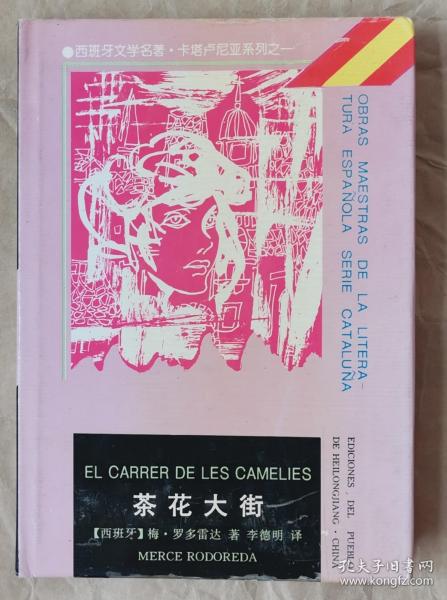 ●西班牙文学名著·卡塔卢尼亚系列之一
OBRAS MAESTRAS DE LA LITERA-
TURA ESPAÑOLA SERIE CATALUÑA
EL CARRER DE LES CAMELIES
茶花大街
【西班牙】梅·罗多雷达 著 李德明 译
MERCE RODOREDA
EDICIONES DEL PUEBLO
DE HEILONGJIANG·CHINA
孔夫子旧书网
www.kongfz.com